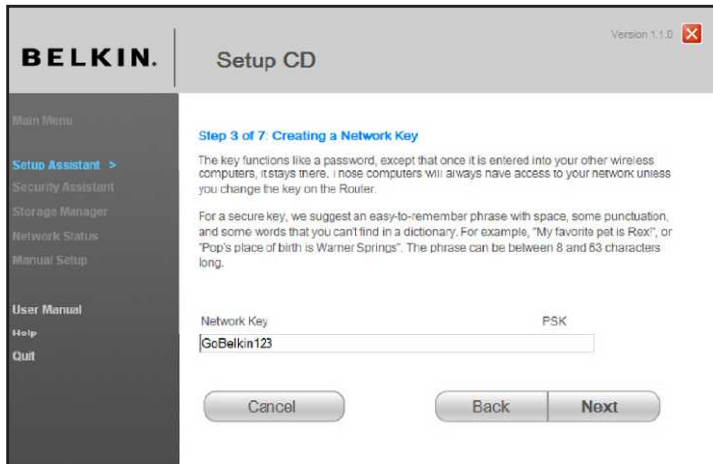 BELKIN.
Setup CD
Version 1.1.0
Main Menu
Setup Assistant >
Security Assistant
Storage Manager
Network Status
Manual Setup
User Manual
Help
Quit
Step 3 of 7: Creating a Network Key
The key functions like a password, except that once it is entered into your other wireless
computers, it stays there. Those computers will always have access to your network unless
you change the key on the Router.
For a secure key, we suggest an easy-to-remember phrase with space, some punctuation,
and some words that you can't find in a dictionary. For example, "My favorite pet is Rex!", or
"Pop's place of birth is Warner Springs". The phrase can be between 8 and 63 characters
long.
Network Key PSK
GoBelkin123
Cancel Back Next